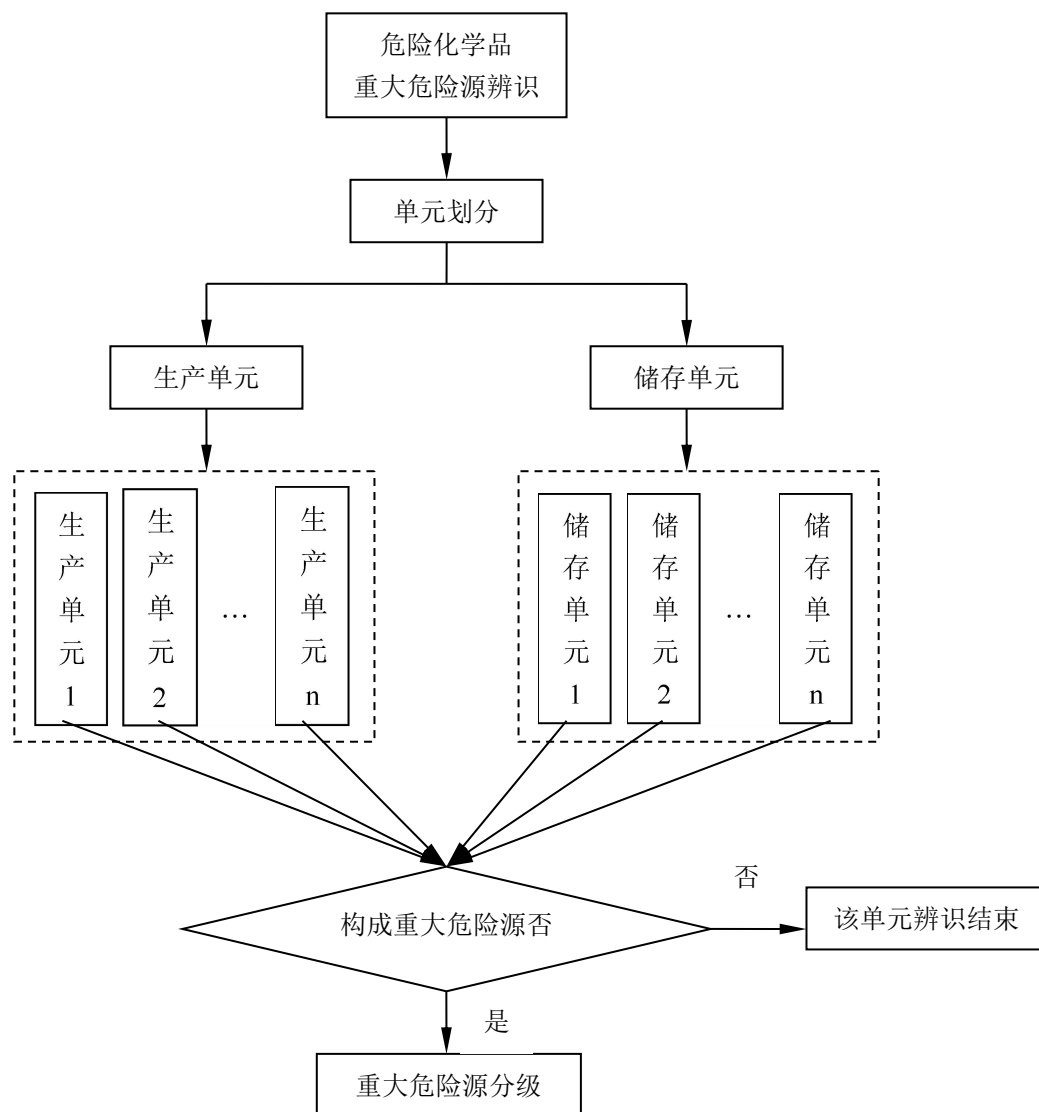 危险化学品
重大危险源辨识
单元划分
生产单元
储存单元
生产单元1
生产单元2
…
生产单元n
储存单元1
储存单元2
…
储存单元n
构成重大危险源否
否
该单元辨识结束
是
重大危险源分级